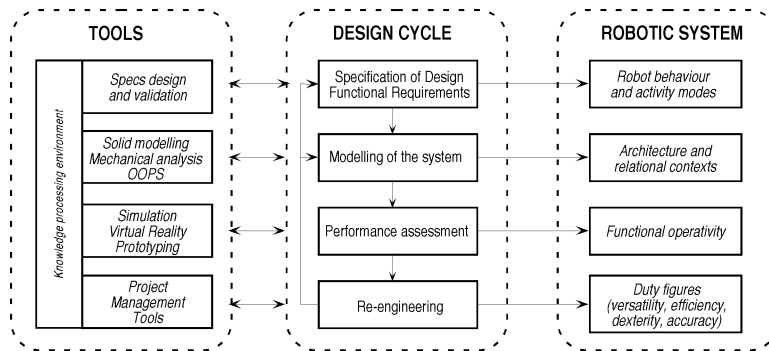 TOOLS
Knowledge processing environment
Specs design
and validation
Solid modelling
Mechanical analysis
OOPS
Simulation
Virtual Reality
Prototyping
Project
Management
Tools
DESIGN CYCLE
Specification of Design
Functional Requirements
Modelling of the system
Performance assessment
Re-engineering
ROBOTIC SYSTEM
Robot behaviour
and activity modes
Architecture and
relational contexts
Functional operativity
Duty figures
(versatility, efficiency,
dexterity, accuracy)